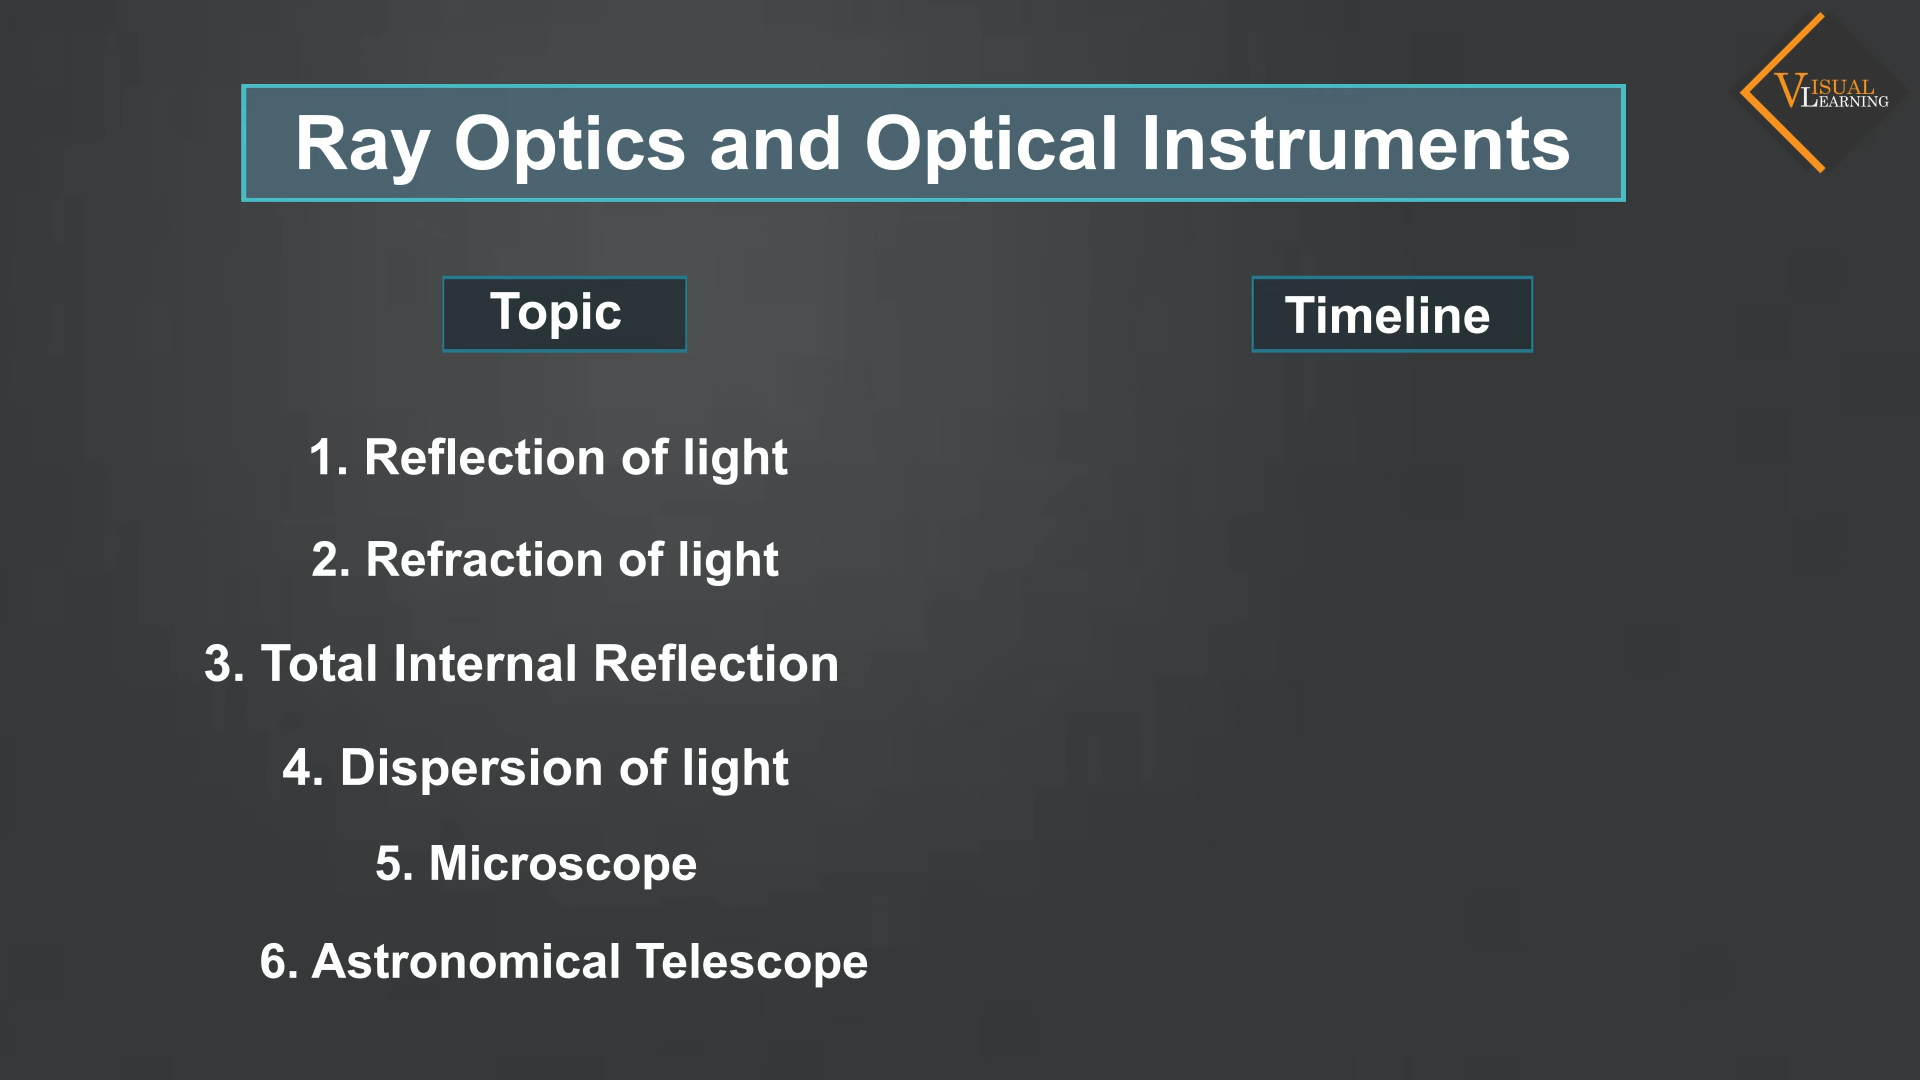 VISUAL
LEARNING
Ray Optics and Optical Instruments
Topic
Timeline
1. Reflection of light
2. Refraction of light
3. Total Internal Reflection
4. Dispersion of light
5. Microscope
6. Astronomical Telescope